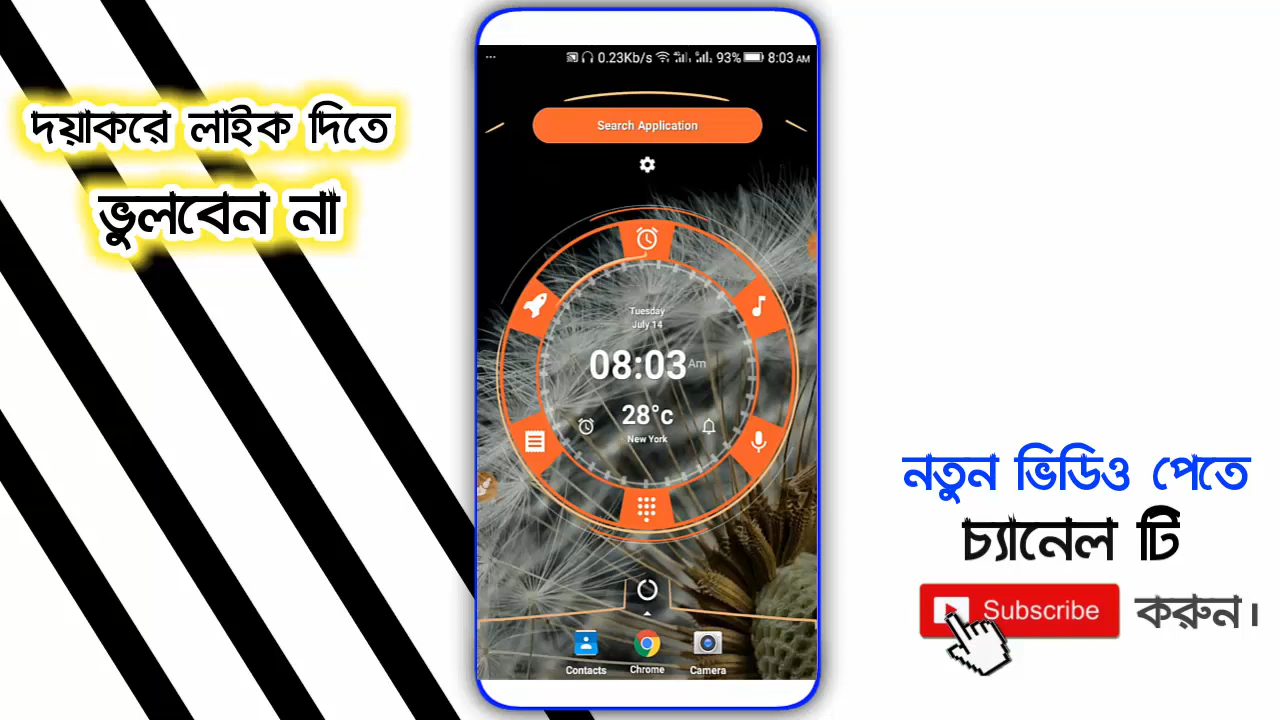 দয়াকরে লাইক দিতে
ভুলবেন না
... 0.23Kb/s 93% 8:03 AM
Search Application
Tuesday
July 14
08:03 Am
28°c
New York
Contacts Chrome Camera
নতুন ভিডিও পেতে
চ্যানেল টি
Subscribe করুন।